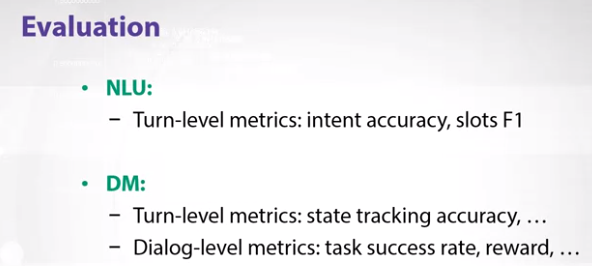 Evaluation
• NLU:
– Turn-level metrics: intent accuracy, slots F1
• DM:
– Turn-level metrics: state tracking accuracy, …
– Dialog-level metrics: task success rate, reward, …